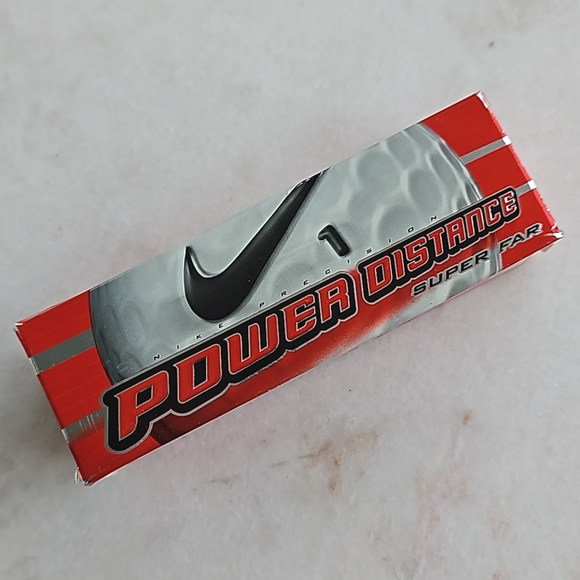 1
NIKE PRECISION
POWER DISTANCE
SUPER FAR